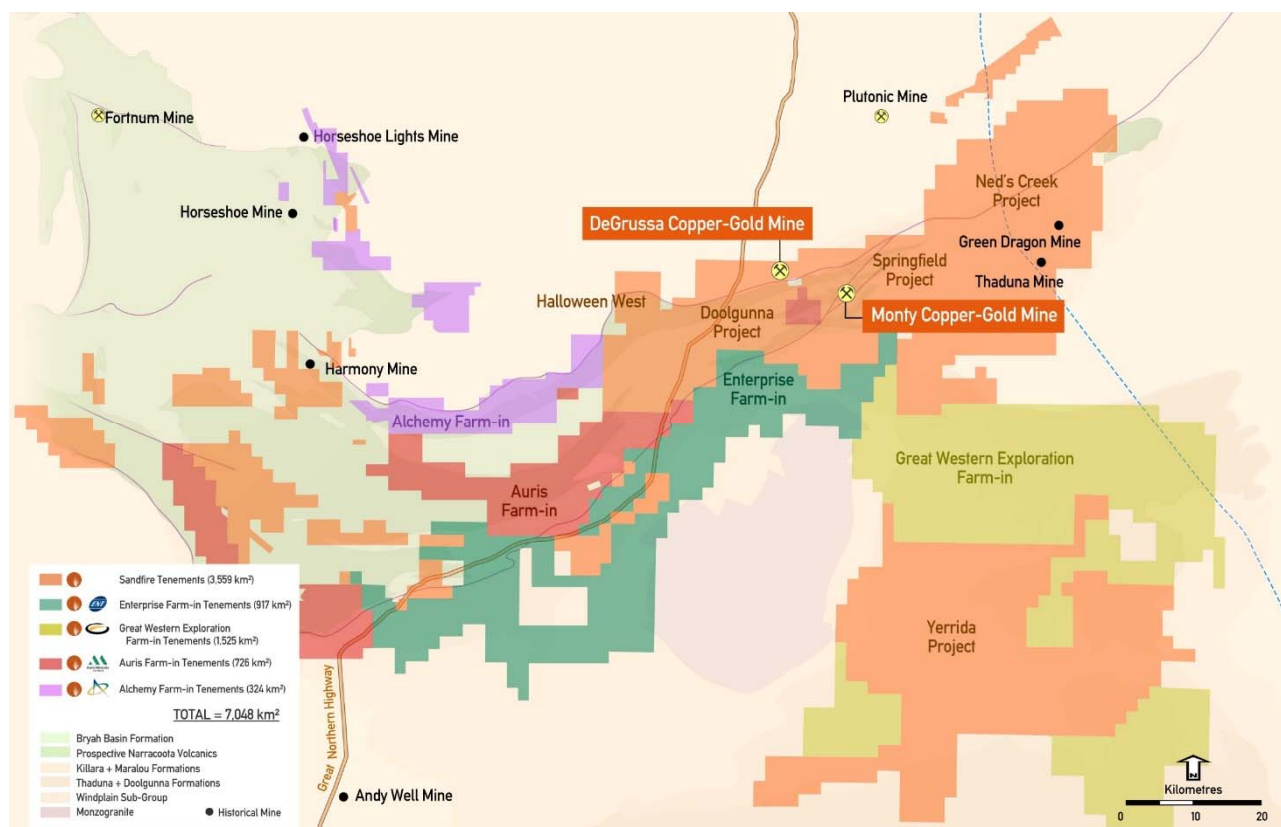 Plutonic Mine
Fortnum Mine
Horseshoe Lights Mine
Ned's Creek
Project
Horseshoe Mine
DeGrussa Copper-Gold Mine
Green Dragon Mine
Springfield
Project
Thaduna Mine
Halloween West
Doolgunna
Project
Monty Copper-Gold Mine
Harmony Mine
Enterprise
Farm-in
Alchemy Farm-in
Great Western Exploration
Farm-in
Auris
Farm-in
Yerrida
Project
Great Northern Highway
Andy Well Mine
Sandfire Tenements (3,559 km²)
ENT
Enterprise Farm-in Tenements (917 km²)
Great Western Exploration
Farm-in Tenements (1,525 km²)
Auris Farm-in Tenements (726 km²)
Alchemy Farm-in Tenements (324 km²)
TOTAL = 7,048 km²
Bryah Basin Formation
Prospective Narracoota Volcanics
Killara + Maralou Formations
Thaduna + Doolgunna Formations
Windplain Sub-Group
Monzogranite
Historical Mine
N
Kilometres
0 10 20